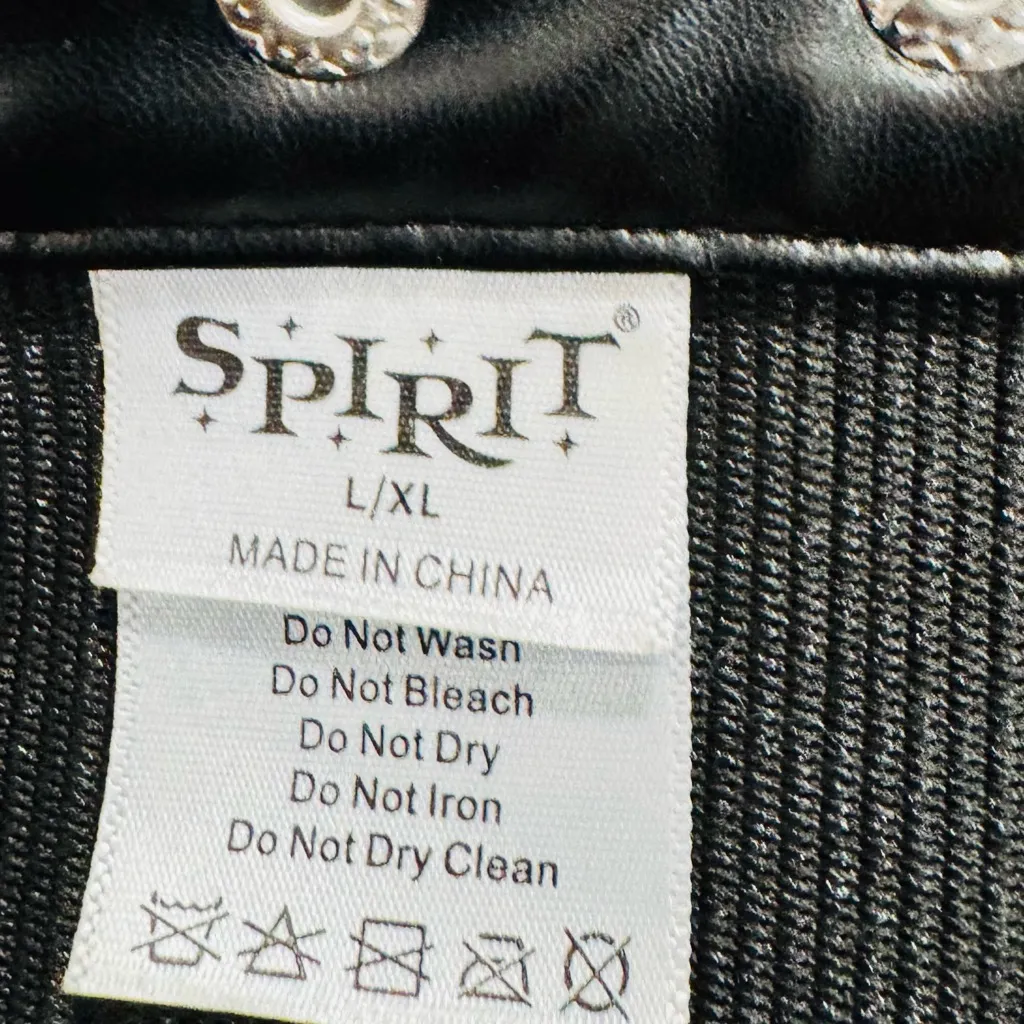 SPIRIT®
L/XL
MADE IN CHINA
Do Not Wash
Do Not Bleach
Do Not Dry
Do Not Iron
Do Not Dry Clean